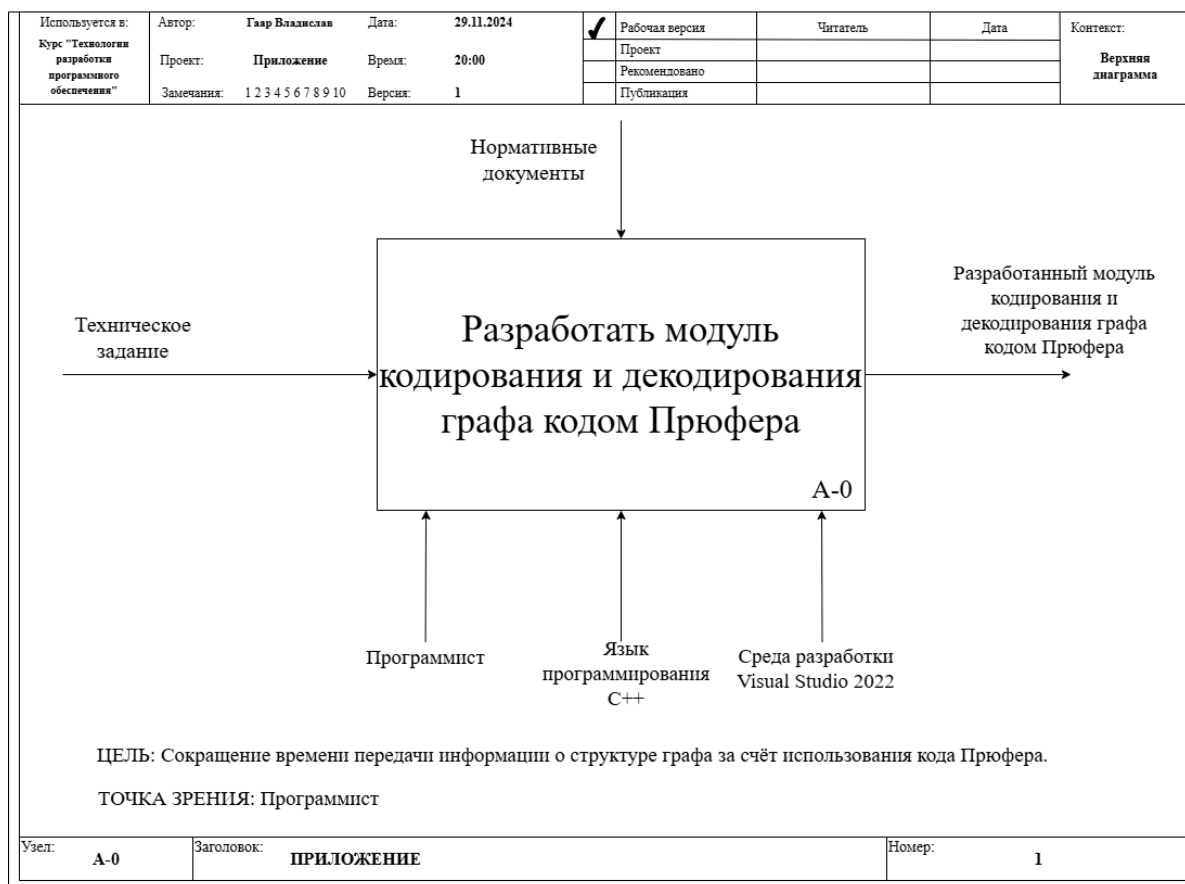 Используется в:
Курс "Технологии
разработки
программного
обеспечения"
Автор:
Гаар Владислав
Дата:
29.11.2024
Проект:
Приложение
Время:
20:00
Замечания:
1 2 3 4 5 6 7 8 9 10
Версия:
1
Рабочая версия
Читатель
Дата
Проект
Рекомендовано
Публикация
Контекст:
Верхняя
диаграмма
Нормативные
документы
Техническое
задание
Разработать модуль
кодирования и декодирования
графа кодом Прюфера
А-0
Разработанный модуль
кодирования и
декодирования графа
кодом Прюфера
Программист
Язык
программирования
C++
Среда разработки
Visual Studio 2022
ЦЕЛЬ: Сокращение времени передачи информации о структуре графа за счёт использования кода Прюфера.
ТОЧКА ЗРЕНИЯ: Программист
Узел:
А-0
Заголовок:
ПРИЛОЖЕНИЕ
Номер:
1